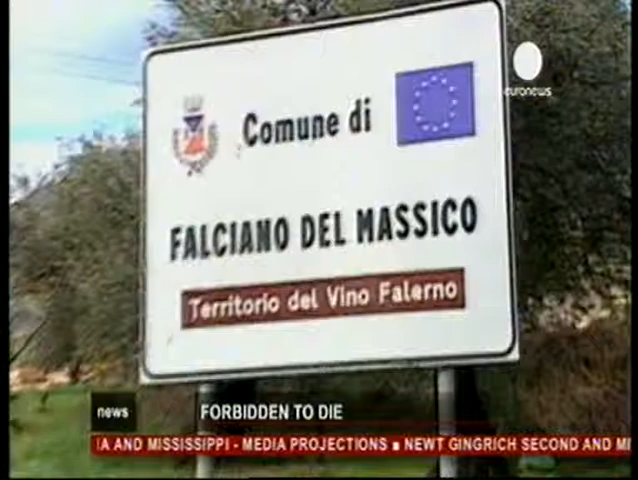 euronews
Comune di
FALCIANO DEL MASSICO
Territorio del Vino Falerno
news
FORBIDDEN TO DIE
A AND MISSISSIPPI - MEDIA PROJECTIONS ■ NEWT GINGRICH SECOND AND MI